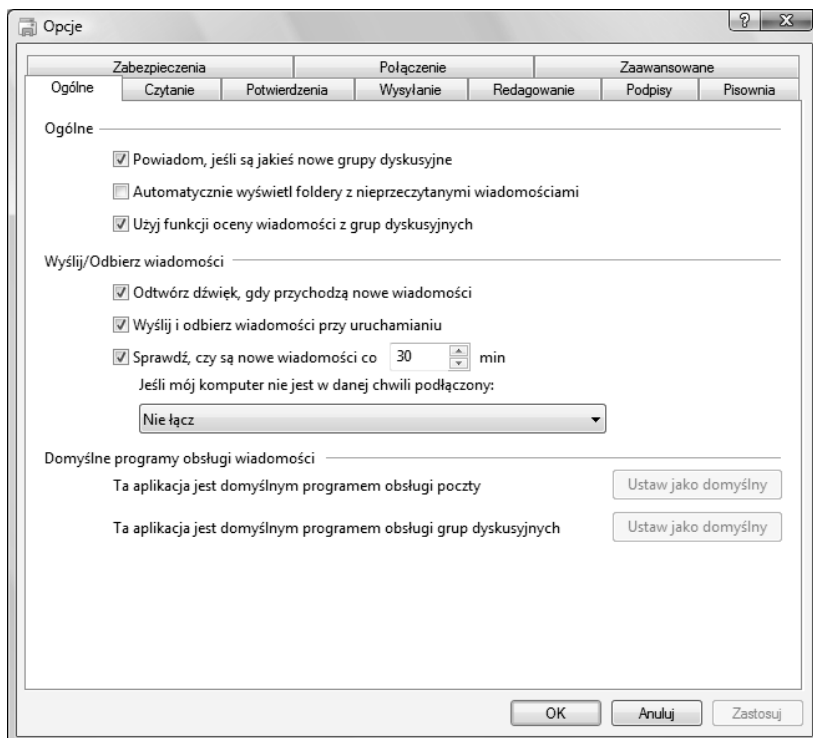 Opcje
Zabezpieczenia Połączenie Zaawansowane
Ogólne Czytanie Potwierdzenia Wysyłanie Redagowanie Podpisy Pisownia
Ogólne
Powiadom, jeśli są jakieś nowe grupy dyskusyjne
Automatycznie wyświetl foldery z nieprzeczytanymi wiadomościami
Użyj funkcji oceny wiadomości z grup dyskusyjnych
Wyślij/Odbierz wiadomości
Odtwórz dźwięk, gdy przychodzą nowe wiadomości
Wyślij i odbierz wiadomości przy uruchamianiu
Sprawdź, czy są nowe wiadomości co 30 min
Jeśli mój komputer nie jest w danej chwili podłączony:
Nie łącz
Domyślne programy obsługi wiadomości
Ta aplikacja jest domyślnym programem obsługi poczty Ustaw jako domyślny
Ta aplikacja jest domyślnym programem obsługi grup dyskusyjnych Ustaw jako domyślny
OK Anuluj Zastosuj